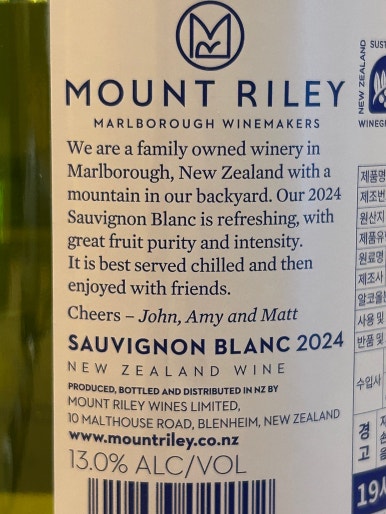 MR
MOUNT RILEY
MARLBOROUGH WINEMAKERS
We are a family owned winery in
Marlborough, New Zealand with a
mountain in our backyard. Our 2024
Sauvignon Blanc is refreshing, with
great fruit purity and intensity.
It is best served chilled and then
enjoyed with friends.
Cheers – John, Amy and Matt
SAUVIGNON BLANC 2024
NEW ZEALAND WINE
PRODUCED, BOTTLED AND DISTRIBUTED IN NZ BY
MOUNT RILEY WINES LIMITED,
10 MALTHOUSE ROAD, BLENHEIM, NEW ZEALAND
www.mountriley.co.nz
13.0% ALC/VOL
NEW ZEALAND
제품명
제조번
원산지
제품유
원료명
제조사
알코올
사용 및
반품 및
수입사
경고